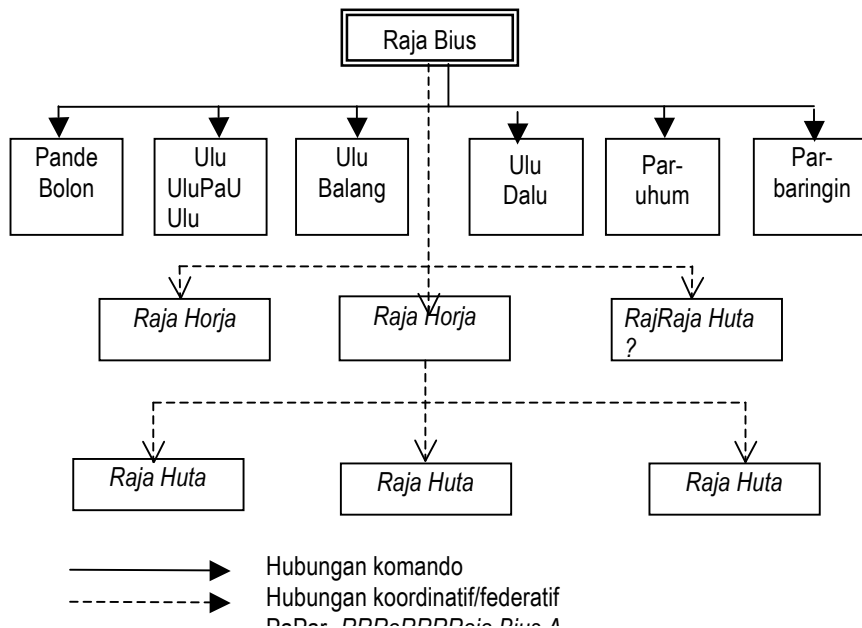 Raja Bius
Pande
Bolon
Ulu
UluPaU
Ulu
Ulu
Balang
Ulu
Dalu
Par-
uhum
Par-
baringin
Raja Horja
Raja Horja
RajRaja Huta
?
Raja Huta
Raja Huta
Raja Huta
Hubungan komando
Hubungan koordinatif/federatif